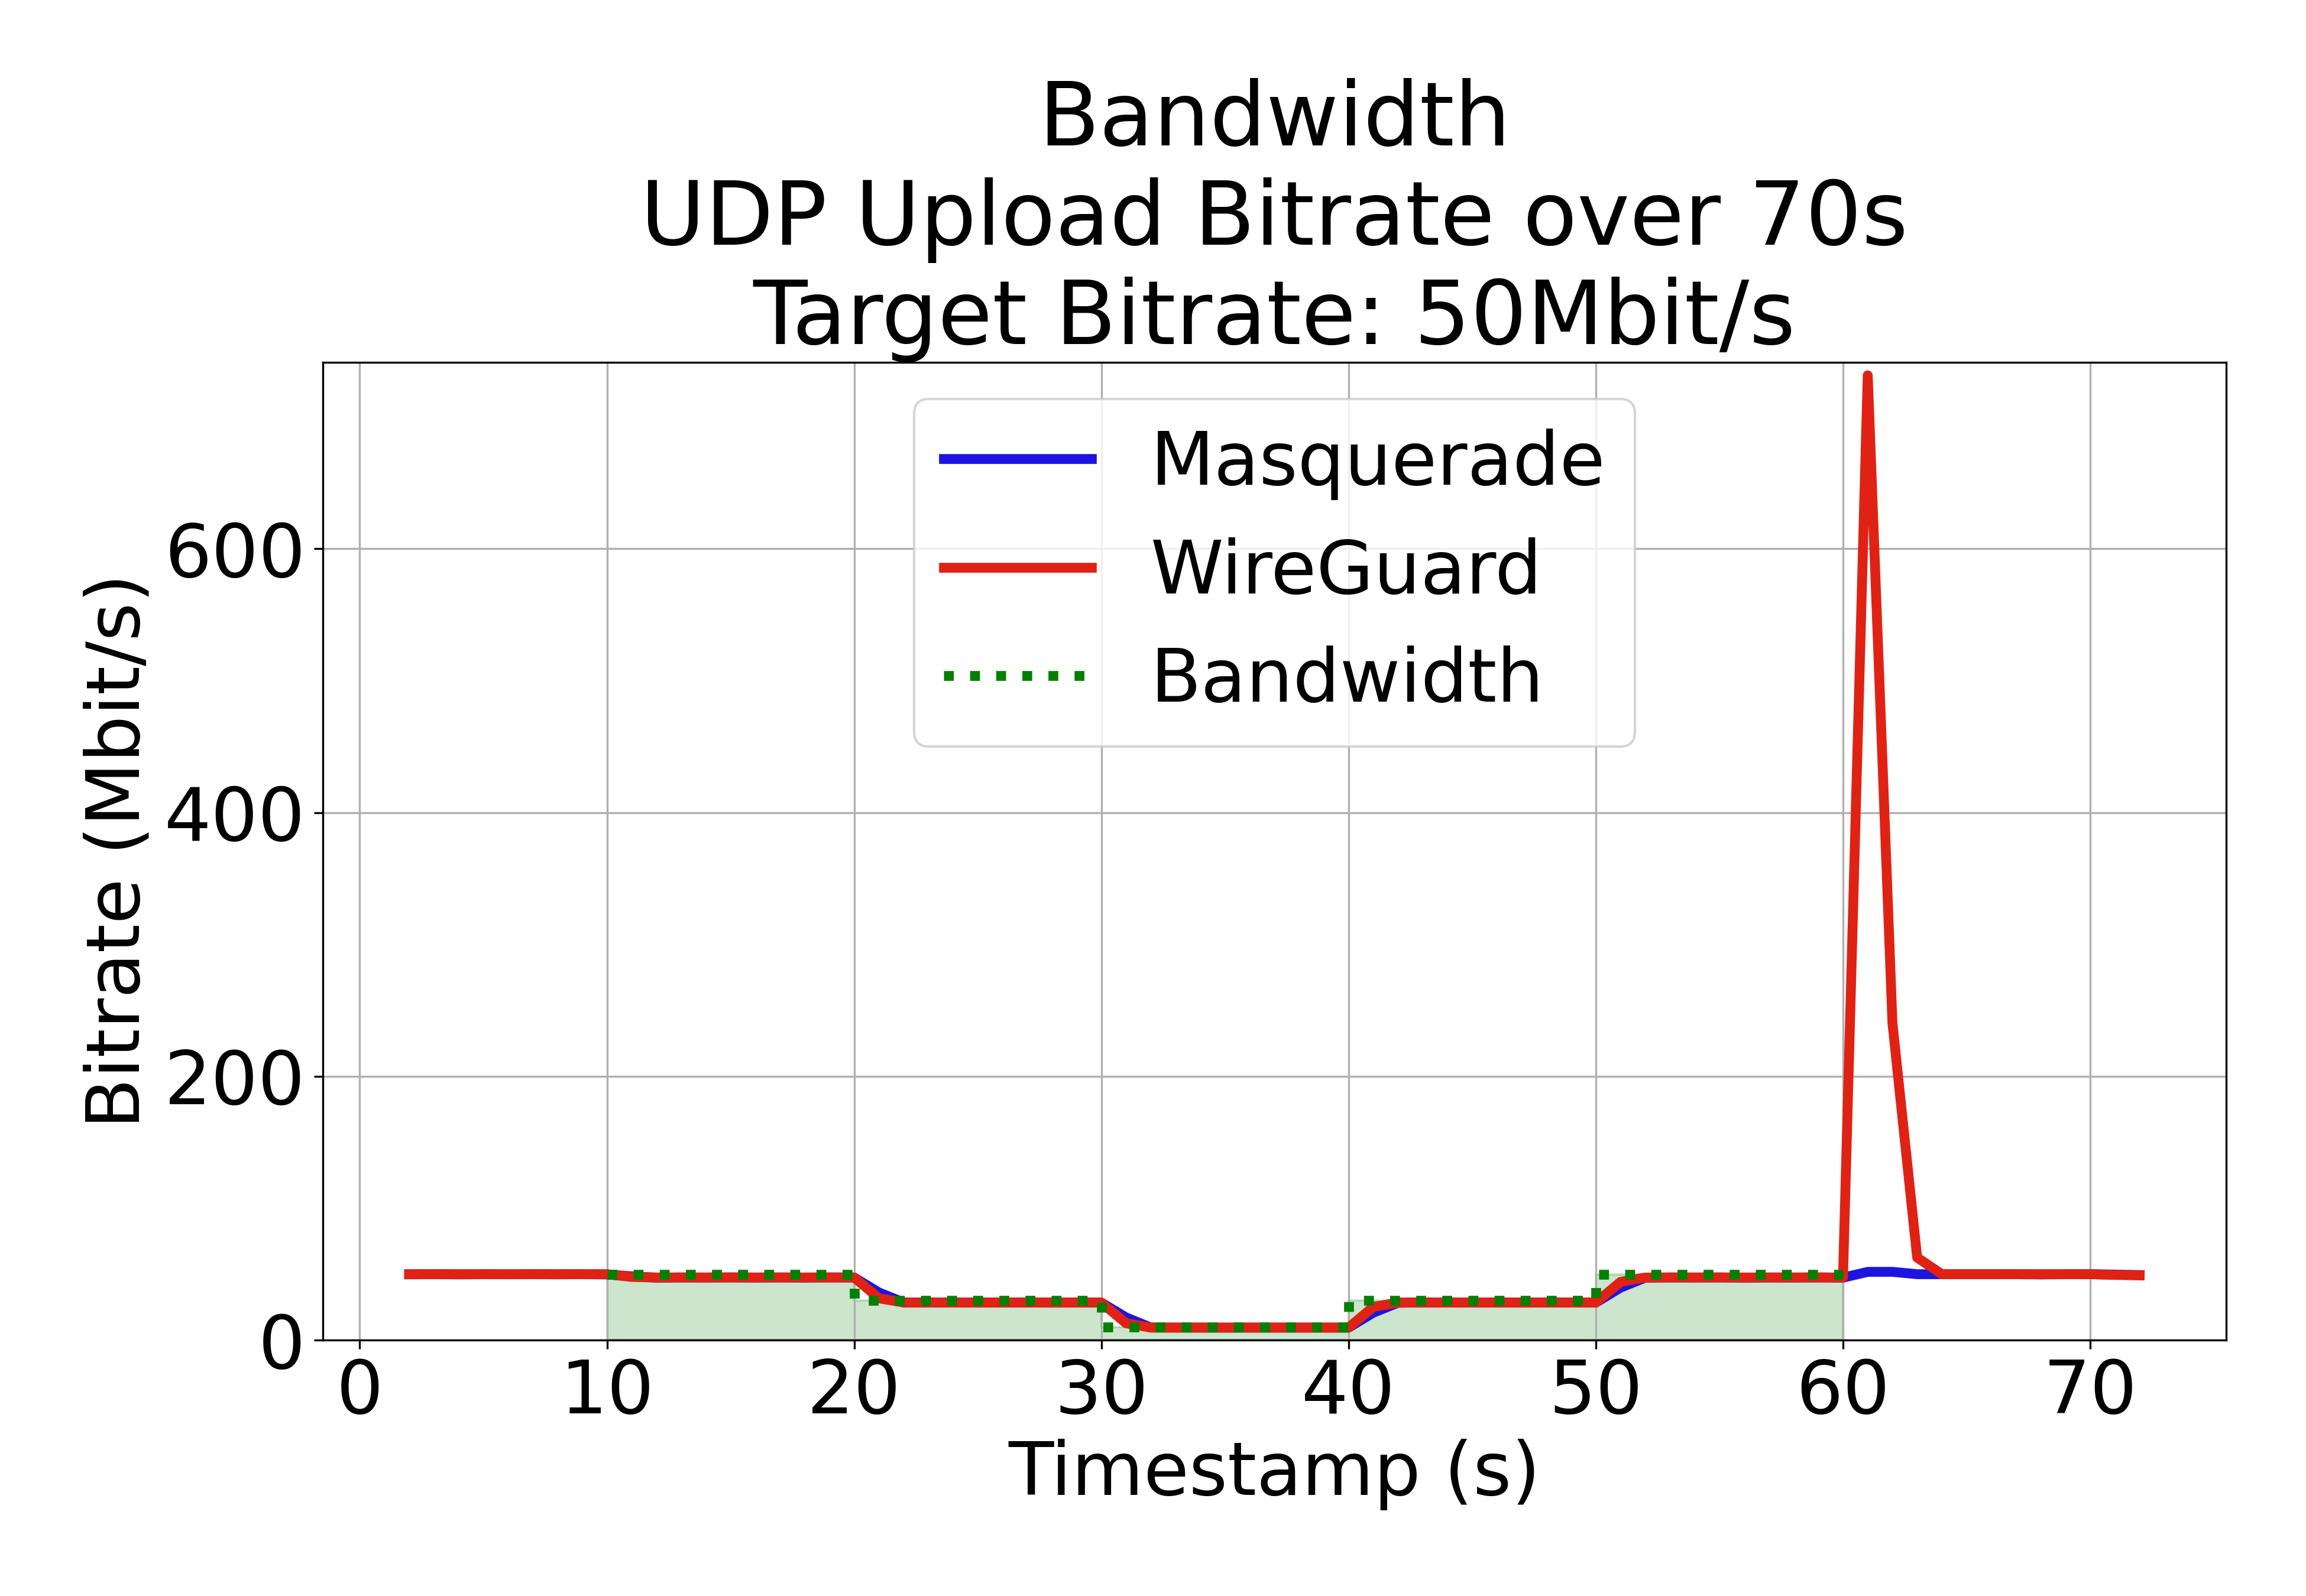 Bandwidth
UDP Upload Bitrate over 70s
Target Bitrate: 50Mbit/s
Masquerade
WireGuard
Bandwidth
Bitrate (Mbit/s)
600
400
200
0
0 10 20 30 40 50 60 70
Timestamp (s)